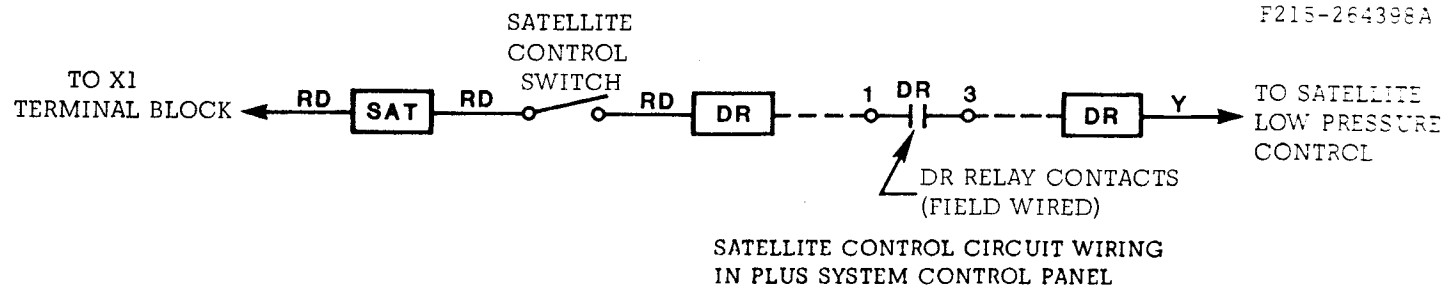 F215-264398A
SATELLITE
CONTROL
SWITCH
TO X1
TERMINAL BLOCK
RD
SAT
RD
RD
DR
1
DR
3
DR
Y
TO SATELLITE
LOW PRESSURE
CONTROL
DR RELAY CONTACTS
(FIELD WIRED)
SATELLITE CONTROL CIRCUIT WIRING
IN PLUS SYSTEM CONTROL PANEL